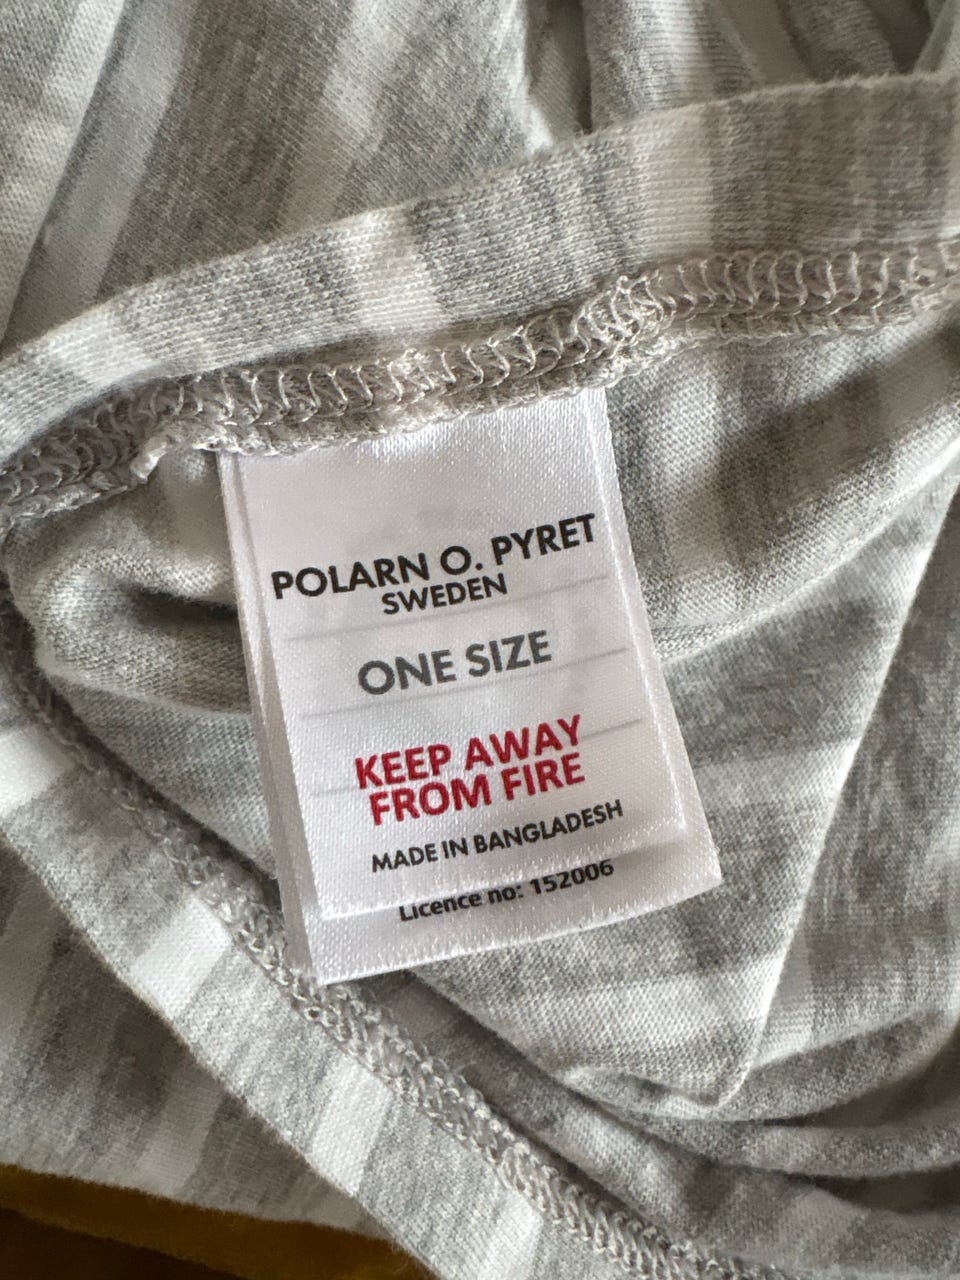 POLARN O. PYRET
SWEDEN
ONE SIZE
KEEP AWAY
FROM FIRE
MADE IN BANGLADESH
Licence no: 152006